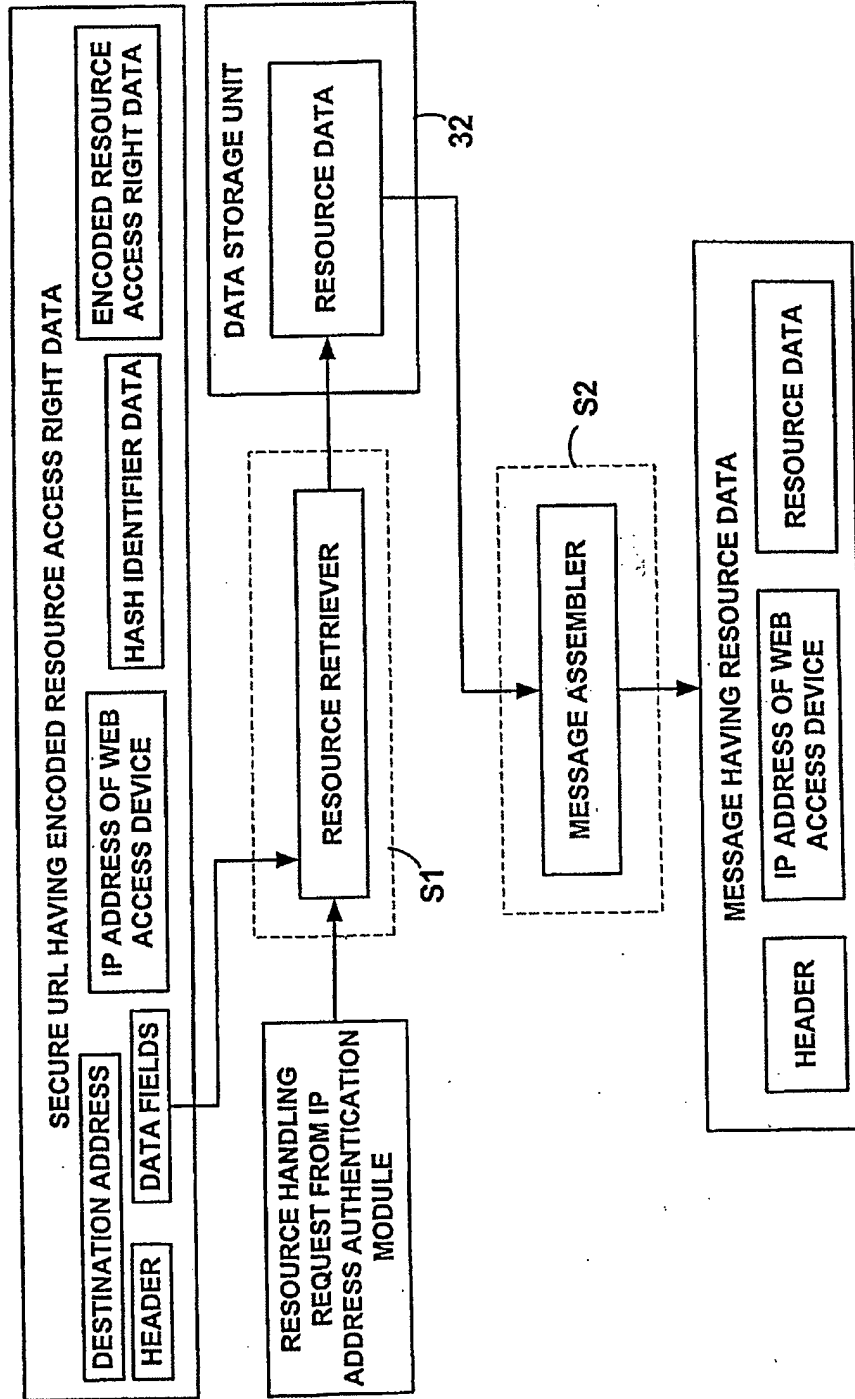 SECURE URL HAVING ENCODED RESOURCE ACCESS RIGHT DATA
DESTINATION ADDRESS
HEADER
DATA FIELDS
IP ADDRESS OF WEB
ACCESS DEVICE
HASH IDENTIFIER DATA
ENCODED RESOURCE
ACCESS RIGHT DATA
RESOURCE HANDLING
REQUEST FROM IP
ADDRESS AUTHENTICATION
MODULE
RESOURCE RETRIEVER
S1
DATA STORAGE UNIT
RESOURCE DATA
32
MESSAGE ASSEMBLER
S2
MESSAGE HAVING RESOURCE DATA
HEADER
IP ADDRESS OF WEB
ACCESS DEVICE
RESOURCE DATA